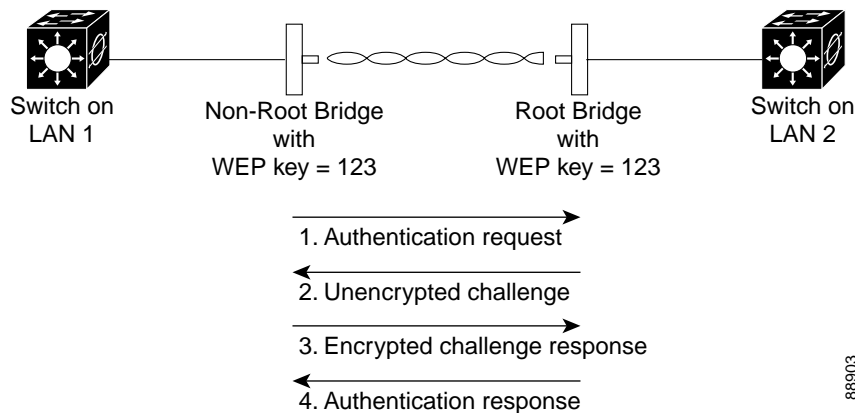 Switch on
LAN 1
Non-Root Bridge
with
WEP key = 123
Root Bridge
with
WEP key = 123
Switch on
LAN 2
1. Authentication request
2. Unencrypted challenge
3. Encrypted challenge response
4. Authentication response
88903